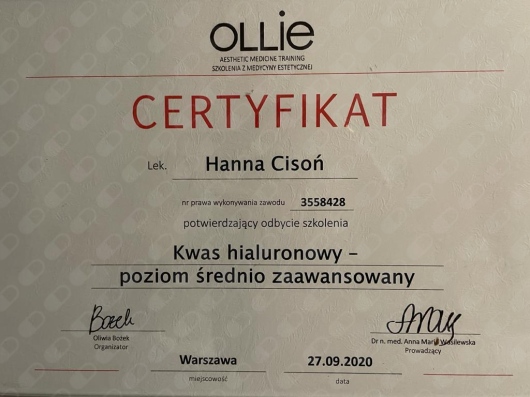 OLLie
AESTHETIC MEDICINE TRAINING
SZKOLENIA Z MEDYCYNY ESTETYCZNEJ
CERTYFIKAT
Lek. Hanna Cisoń
nr prawa wykonywania zawodu 3558428
potwierdzający odbycie szkolenia
Kwas hialuronowy –
poziom średnio zaawansowany
Oliwia Bożek
Organizator
Dr n. med. Anna Maria Wasilewska
Prowadzący
Warszawa 27.09.2020
miejscowość data